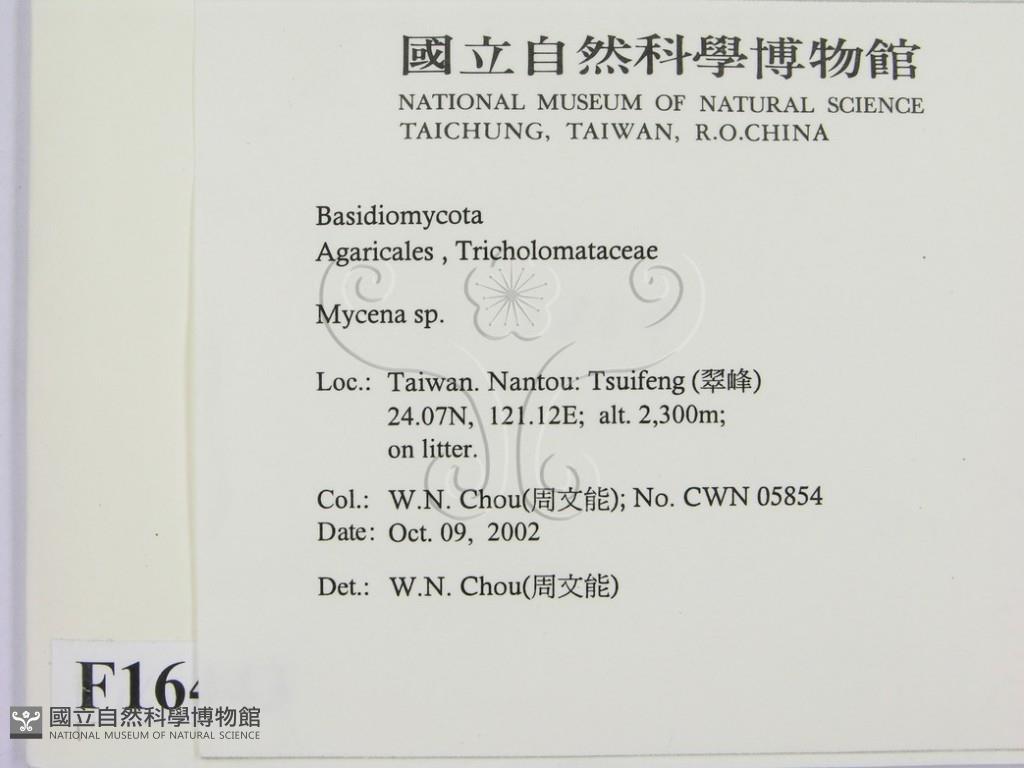 國立自然科學博物館
NATIONAL MUSEUM OF NATURAL SCIENCE
TAICHUNG, TAIWAN, R.O.CHINA
Basidiomycota
Agaricales , Tricholomataceae
Mycena sp.
Loc.: Taiwan. Nantou: Tsuifeng (翠峰)
24.07N, 121.12E; alt. 2,300m;
on litter.
Col.: W.N. Chou(周文能); No. CWN 05854
Date: Oct. 09, 2002
Det.: W.N. Chou(周文能)
F164
國立自然科學博物館
NATIONAL MUSEUM OF NATURAL SCIENCE